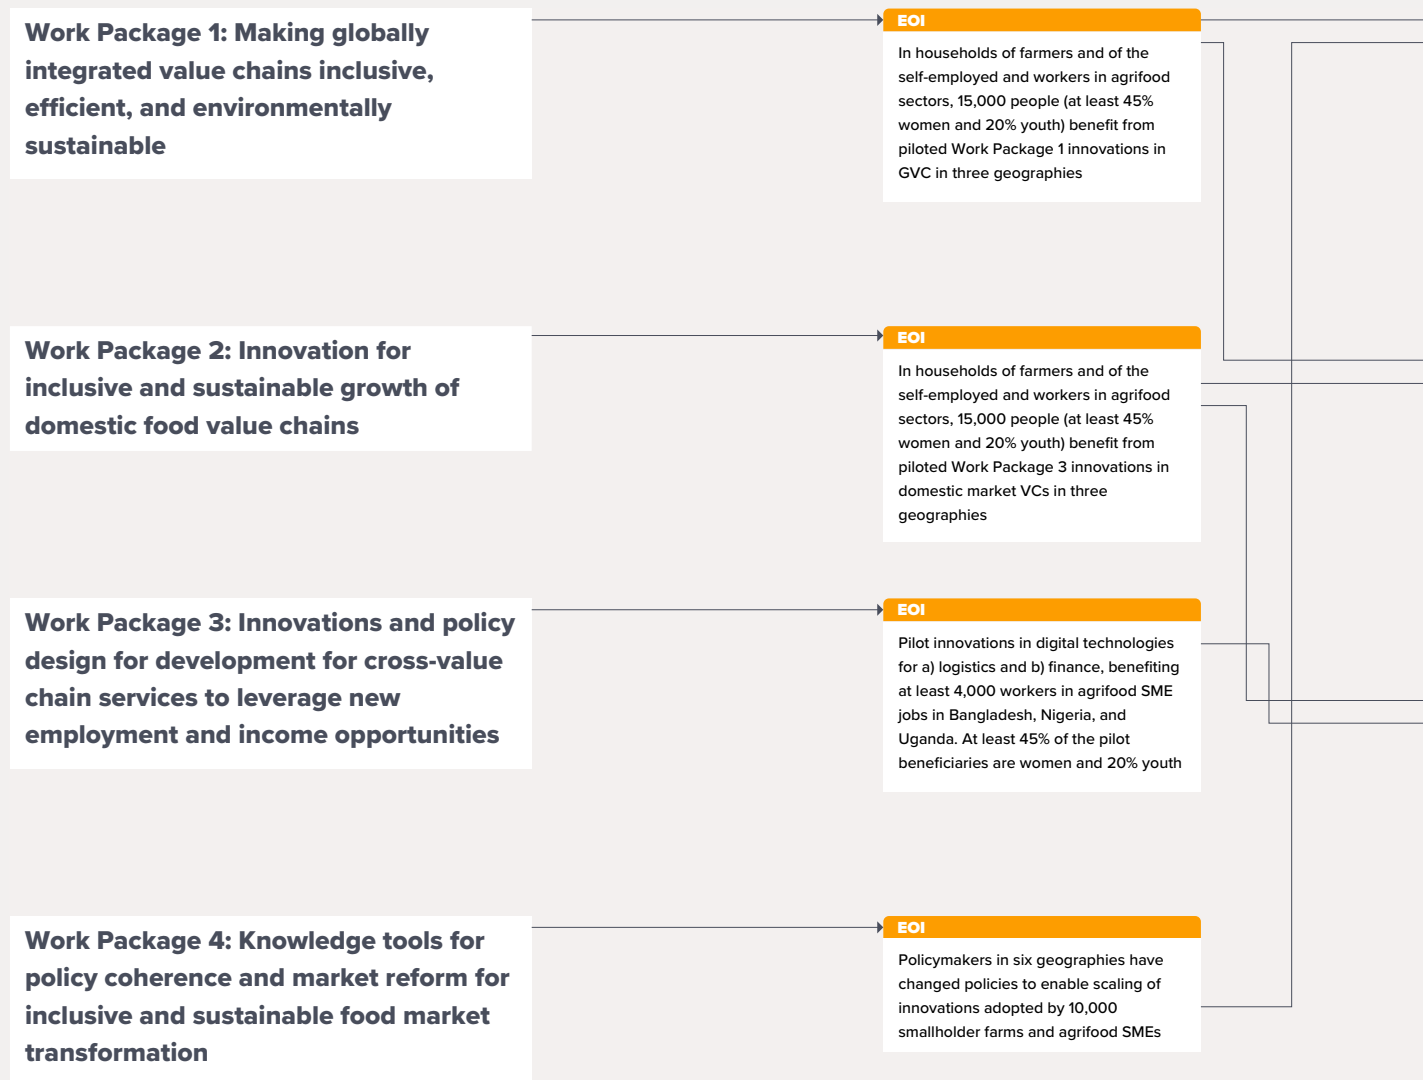 Work Package 1: Making globally
integrated value chains inclusive,
efficient, and environmentally
sustainable
EOI
In households of farmers and of the
self-employed and workers in agrifood
sectors, 15,000 people (at least 45%
women and 20% youth) benefit from
piloted Work Package 1 innovations in
GVC in three geographies
Work Package 2: Innovation for
inclusive and sustainable growth of
domestic food value chains
EOI
In households of farmers and of the
self-employed and workers in agrifood
sectors, 15,000 people (at least 45%
women and 20% youth) benefit from
piloted Work Package 3 innovations in
domestic market VCs in three
geographies
Work Package 3: Innovations and policy
design for development for cross-value
chain services to leverage new
employment and income opportunities
EOI
Pilot innovations in digital technologies
for a) logistics and b) finance, benefiting
at least 4,000 workers in agrifood SME
jobs in Bangladesh, Nigeria, and
Uganda. At least 45% of the pilot
beneficiaries are women and 20% youth
Work Package 4: Knowledge tools for
policy coherence and market reform for
inclusive and sustainable food market
transformation
EOI
Policymakers in six geographies have
changed policies to enable scaling of
innovations adopted by 10,000
smallholder farms and agrifood SMEs